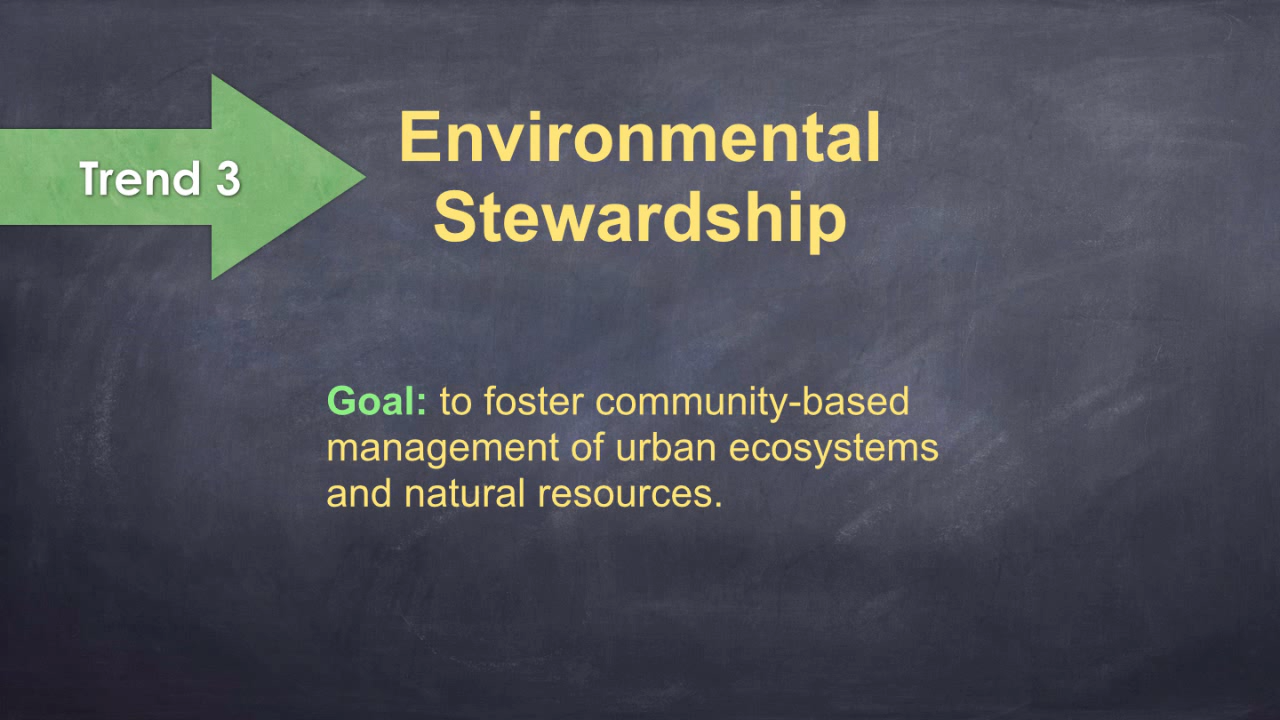 Trend 3
Environmental
Stewardship
Goal: to foster community-based
management of urban ecosystems
and natural resources.